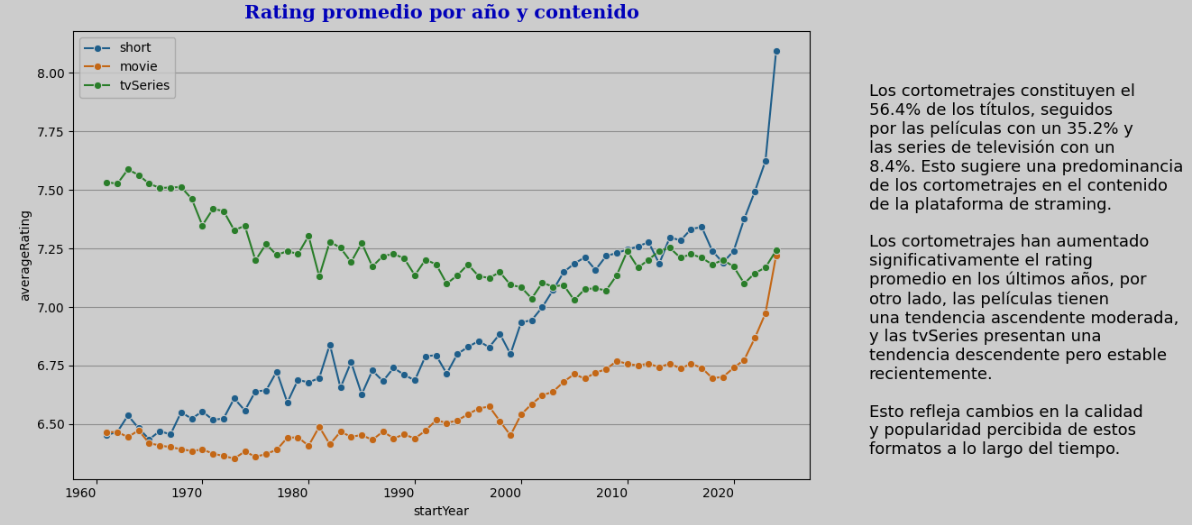 Rating promedio por año y contenido
short
movie
tvSeries
8.00
7.75
7.50
7.25
7.00
6.75
6.50
averageRating
1960
1970
1980
1990
2000
2010
2020
startYear
Los cortometrajes constituyen el
56.4% de los títulos, seguidos
por las películas con un 35.2% y
las series de televisión con un
8.4%. Esto sugiere una predominancia
de los cortometrajes en el contenido
de la plataforma de straming.
Los cortometrajes han aumentado
significativamente el rating
promedio en los últimos años, por
otro lado, las películas tienen
una tendencia ascendente moderada,
y las tvSeries presentan una
tendencia descendente pero estable
recientemente.
Esto refleja cambios en la calidad
y popularidad percibida de estos
formatos a lo largo del tiempo.